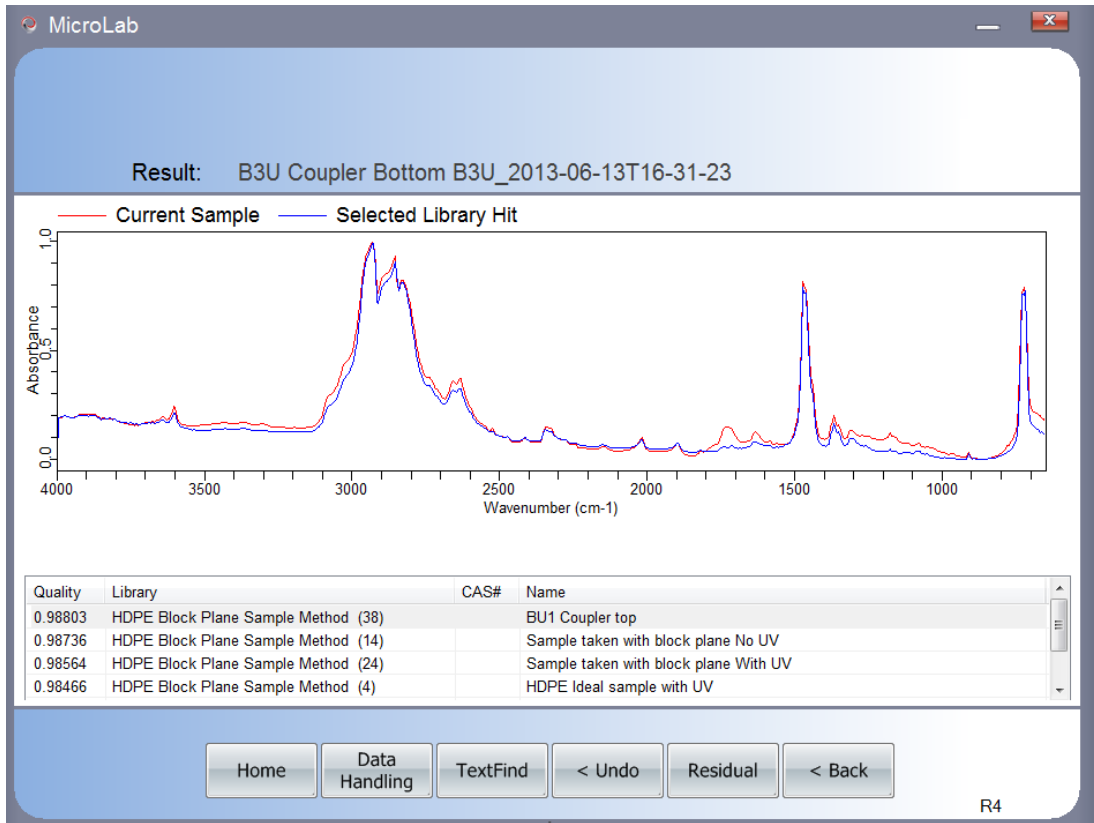 MicroLab
Result: B3U Coupler Bottom B3U_2013-06-13T16-31-23
Current Sample Selected Library Hit
1.0
0.5
0.0
Absorbance
4000 3500 3000 2500 2000 1500 1000
Wavenumber (cm-1)
Quality Library CAS# Name
0.98803 HDPE Block Plane Sample Method (38) BU1 Coupler top
0.98736 HDPE Block Plane Sample Method (14) Sample taken with block plane No UV
0.98564 HDPE Block Plane Sample Method (24) Sample taken with block plane With UV
0.98466 HDPE Block Plane Sample Method (4) HDPE Ideal sample with UV
Home Data Handling TextFind < Undo Residual < Back
R4